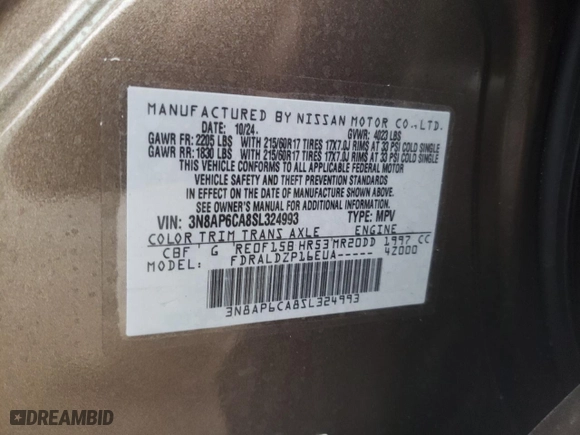 MANUFACTURED BY NISSAN MOTOR CO., LTD.
DATE: 10/24. GVWR: 4023 LBS
GAWR FR: 2205 LBS WITH 215/60R17 TIRES 17X7.0J RIMS AT 33 PSI COLD SINGLE
GAWR RR: 1830 LBS WITH 215/60R17 TIRES 17X7.0J RIMS AT 33 PSI COLD SINGLE
THIS VEHICLE CONFORMS TO ALL APPLICABLE FEDERAL MOTOR
VEHICLE SAFETY AND THEFT PREVENTION STANDARDS
IN EFFECT ON THE DATE OF MANUFACTURE SHOWN ABOVE.
SEE OWNER'S MANUAL FOR ADDITIONAL INFORMATION.
VIN: 3N8AP6CA8SL324993 TYPE: MPV
COLOR TRIM TRANS AXLE ENGINE
CBF G RE0F15B HR53 MR20DD 1997 CC
MODEL: FDRALDZP16EUA----- 42000
3N8AP6CA8SL324993
DREAMBID